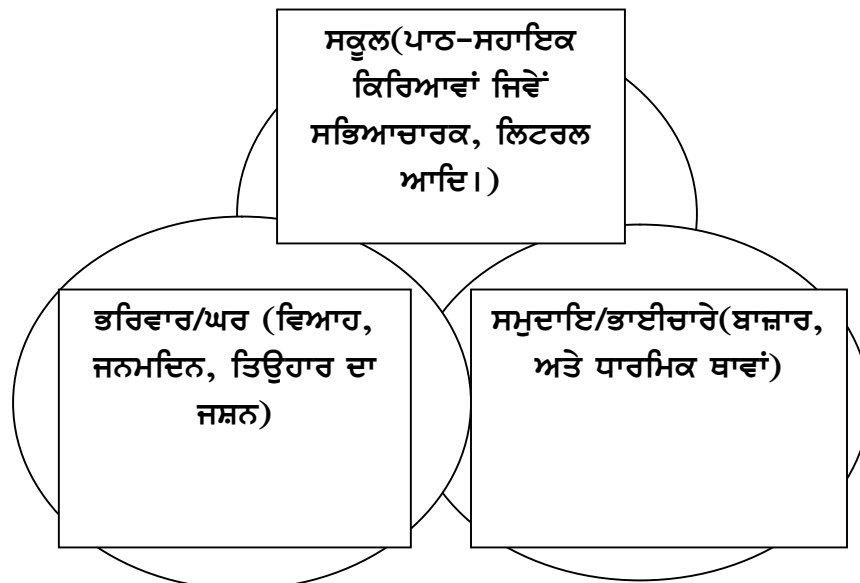 ਸਕੂਲ(ਪਾਠ-ਸਹਾਇਕ
ਕਿਰਿਆਵਾਂ ਜਿਵੇਂ
ਸਭਿਆਚਾਰਕ, ਲਿਟਰਲ
ਆਦਿ।)
ਭਰਿਵਾਰ/ਘਰ (ਵਿਆਹ,
ਜਨਮਦਿਨ, ਤਿਉਹਾਰ ਦਾ
ਜਸ਼ਨ)
ਸਮੁਦਾਇ/ਭਾਈਚਾਰੇ(ਬਾਜ਼ਾਰ,
ਅਤੇ ਧਾਰਮਿਕ ਥਾਵਾਂ)